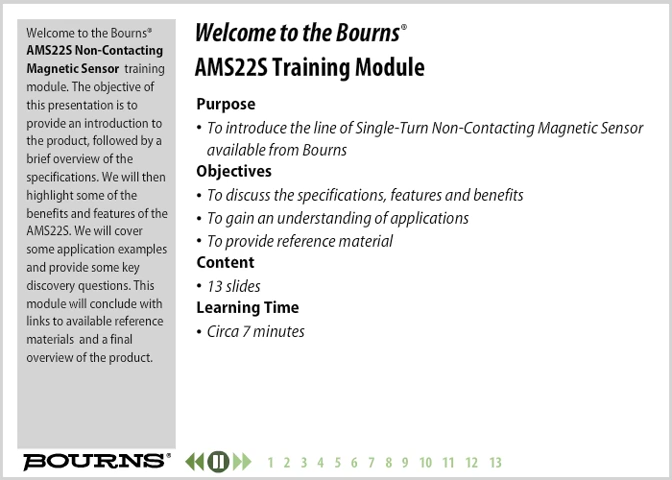 Welcome to the Bourns®
AMS22S Non-Contacting
Magnetic Sensor training
module. The objective of
this presentation is to
provide an introduction to
the product, followed by a
brief overview of the
specifications. We will then
highlight some of the
benefits and features of the
AMS22S. We will cover
some application examples
and provide some key
discovery questions. This
module will conclude with
links to available reference
materials and a final
overview of the product.
Welcome to the Bourns®
AMS22S Training Module
Purpose
• To introduce the line of Single-Turn Non-Contacting Magnetic Sensor
available from Bourns
Objectives
• To discuss the specifications, features and benefits
• To gain an understanding of applications
• To provide reference material
Content
• 13 slides
Learning Time
• Circa 7 minutes
BOURNS®
1 2 3 4 5 6 7 8 9 10 11 12 13